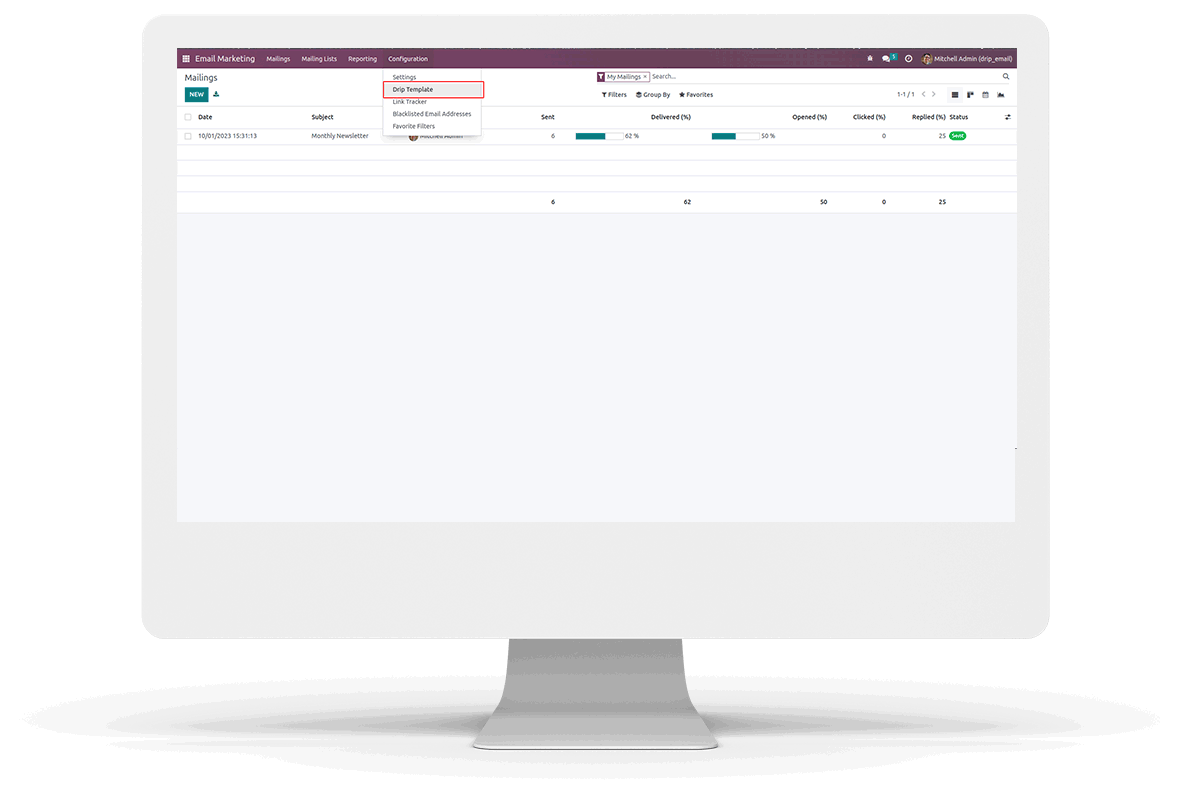 Email Marketing Mailings Mailing Lists Reporting Configuration 1 Mitchell Admin (drip_email)
Mailings Settings My Mailings × Search...
NEW Drip Template Filters Group By Favorites 1-1 / 1
Link Tracker
Blacklisted Email Addresses
Favorite Filters
Date Subject Sent Delivered (%) Opened (%) Clicked (%) Replied (%) Status
10/01/2023 15:31:13 Monthly Newsletter Mitchell Admin 6 62 % 50 % 0 25 Sent
6 62 50 0 25